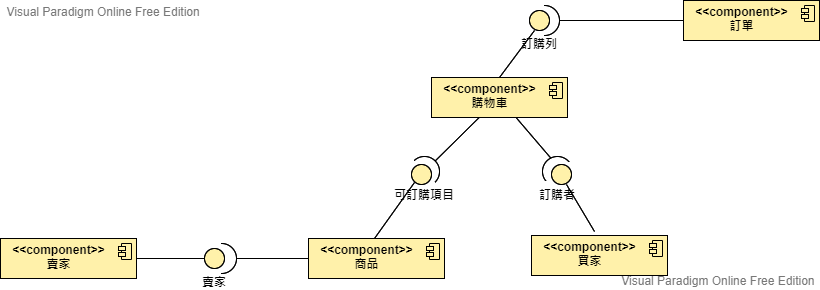 Visual Paradigm Online Free Edition
<<component>>
訂單
訂購列
<<component>>
購物車
可訂購項目
訂購者
<<component>>
賣家
賣家
<<component>>
商品
<<component>>
買家
Visual Paradigm Online Free Edition